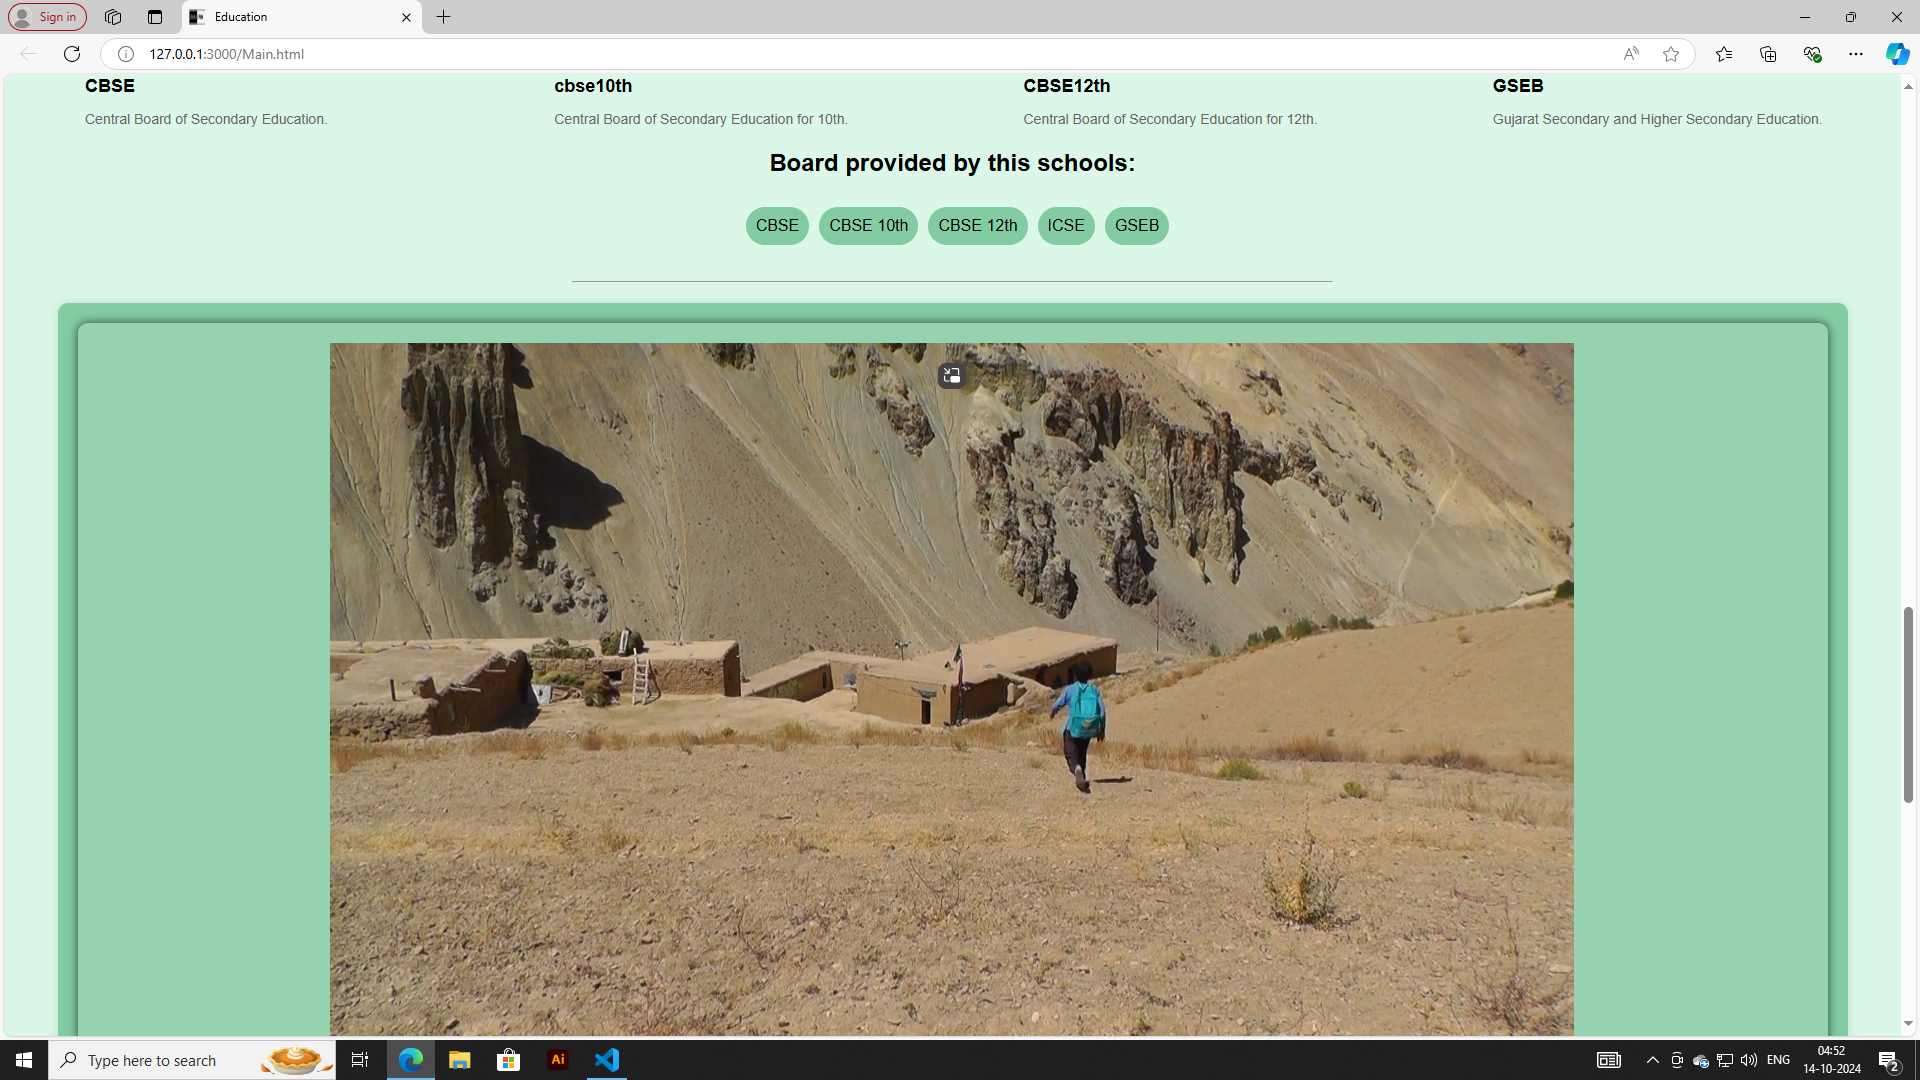 Sign in
Education
127.0.0.1:3000/Main.html
CBSE
cbse10th
CBSE12th
GSEB
Central Board of Secondary Education.
Central Board of Secondary Education for 10th.
Central Board of Secondary Education for 12th.
Gujarat Secondary and Higher Secondary Education.
Board provided by this schools:
CBSE
CBSE 10th
CBSE 12th
ICSE
GSEB
Type here to search
Ai
ENG
04:52
14-10-2024
2